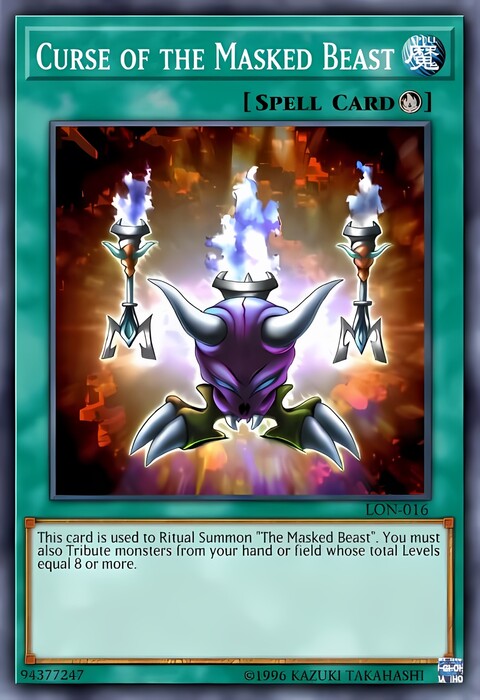 CURSE OF THE MASKED BEAST 魔
[SPELL CARD]
LON-016
This card is used to Ritual Summon "The Masked Beast". You must
also Tribute monsters from your hand or field whose total Levels
equal 8 or more.
94377247
©1996 KAZUKI TAKAHASHI